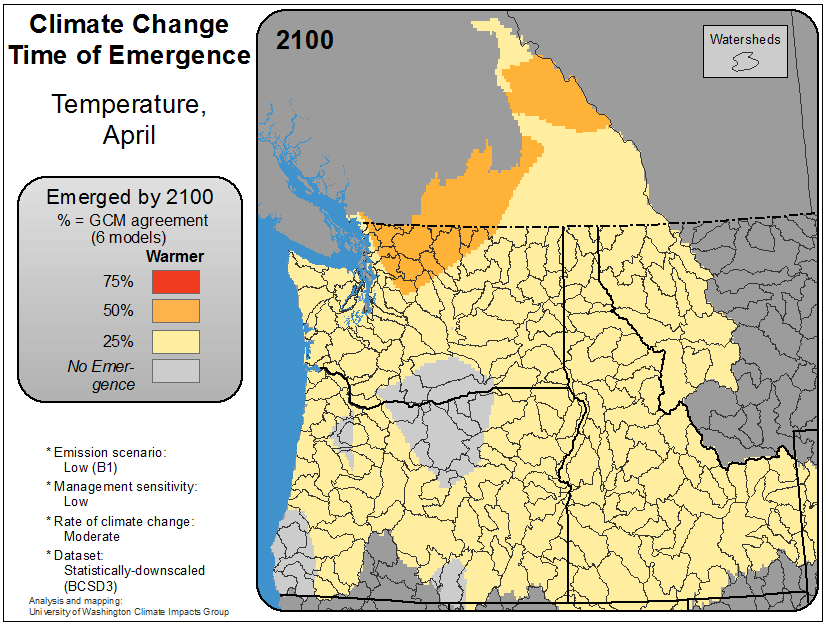 Climate Change
Time of Emergence
Temperature,
April
2100
Watersheds
Emerged by 2100
% = GCM agreement
(6 models)
Warmer
75%
50%
25%
No Emer-
gence
* Emission scenario:
Low (B1)
* Management sensitivity:
Low
* Rate of climate change:
Moderate
* Dataset:
Statistically-downscaled
(BCSD3)
Analysis and mapping:
University of Washington Climate Impacts Group